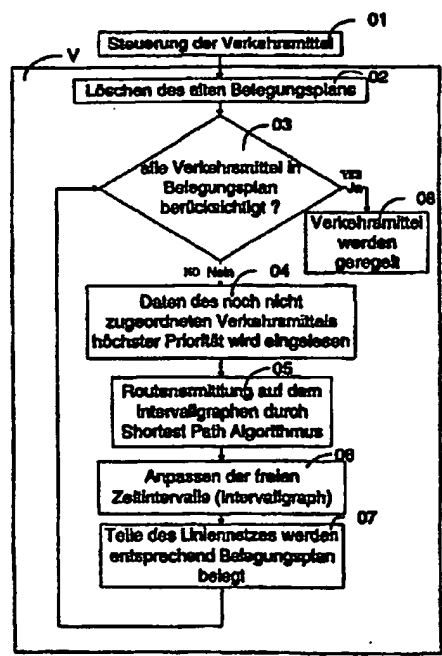 01
Steuerung der Verkehrsmittel
V
02
Löschen des alten Belegungsplans
03
alle Verkehrsmittel in
Belegungsplan
berücksichtigt ?
YES
Ja
08
Verkehrsmittel
werden
geregelt
NO Nein
04
Daten des noch nicht
zugeordneten Verkehrsmittels
höchster Priorität wird eingelesen
05
Routenermittlung auf dem
Intervallgraphen durch
Shortest Path Algorithmus
06
Anpassen der freien
Zeitintervalle (Intervallgraph)
07
Teile des Liniennetzes werden
entsprechend Belegungsplan
belegt